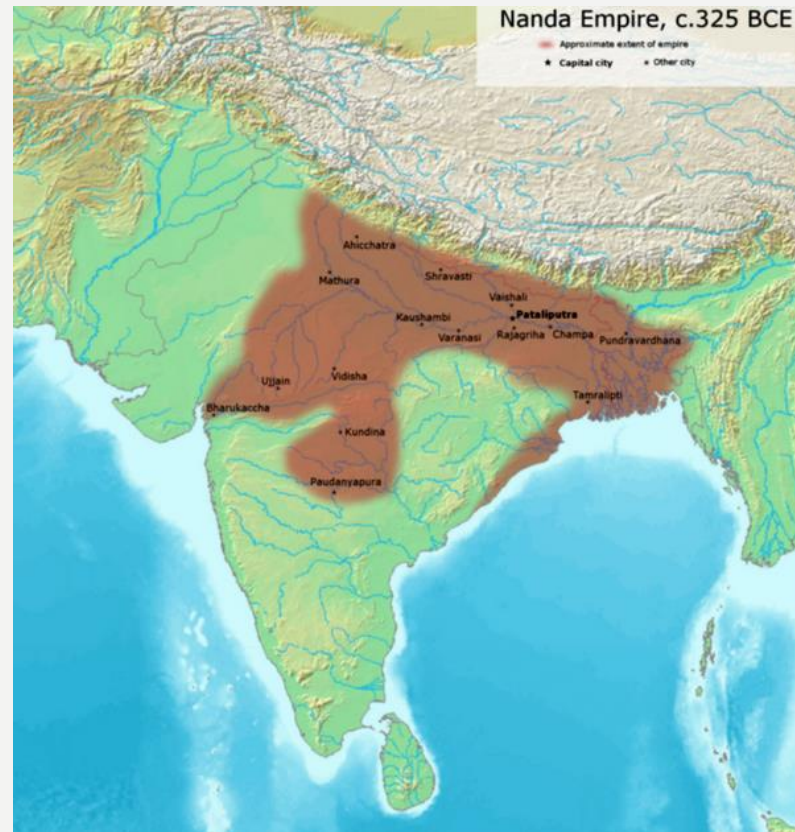 Nanda Empire, c.325 BCE
Approximate extent of empire
Capital city
Other city
Ahicchatra
Mathura
Shravasti
Vaishali
Kaushambi
Pataliputra
Varanasi
Rajagriha
Champa
Pundravardhana
Vidisha
Ujjain
Tamralipti
Bharukaccha
Kundina
Paudanyapura